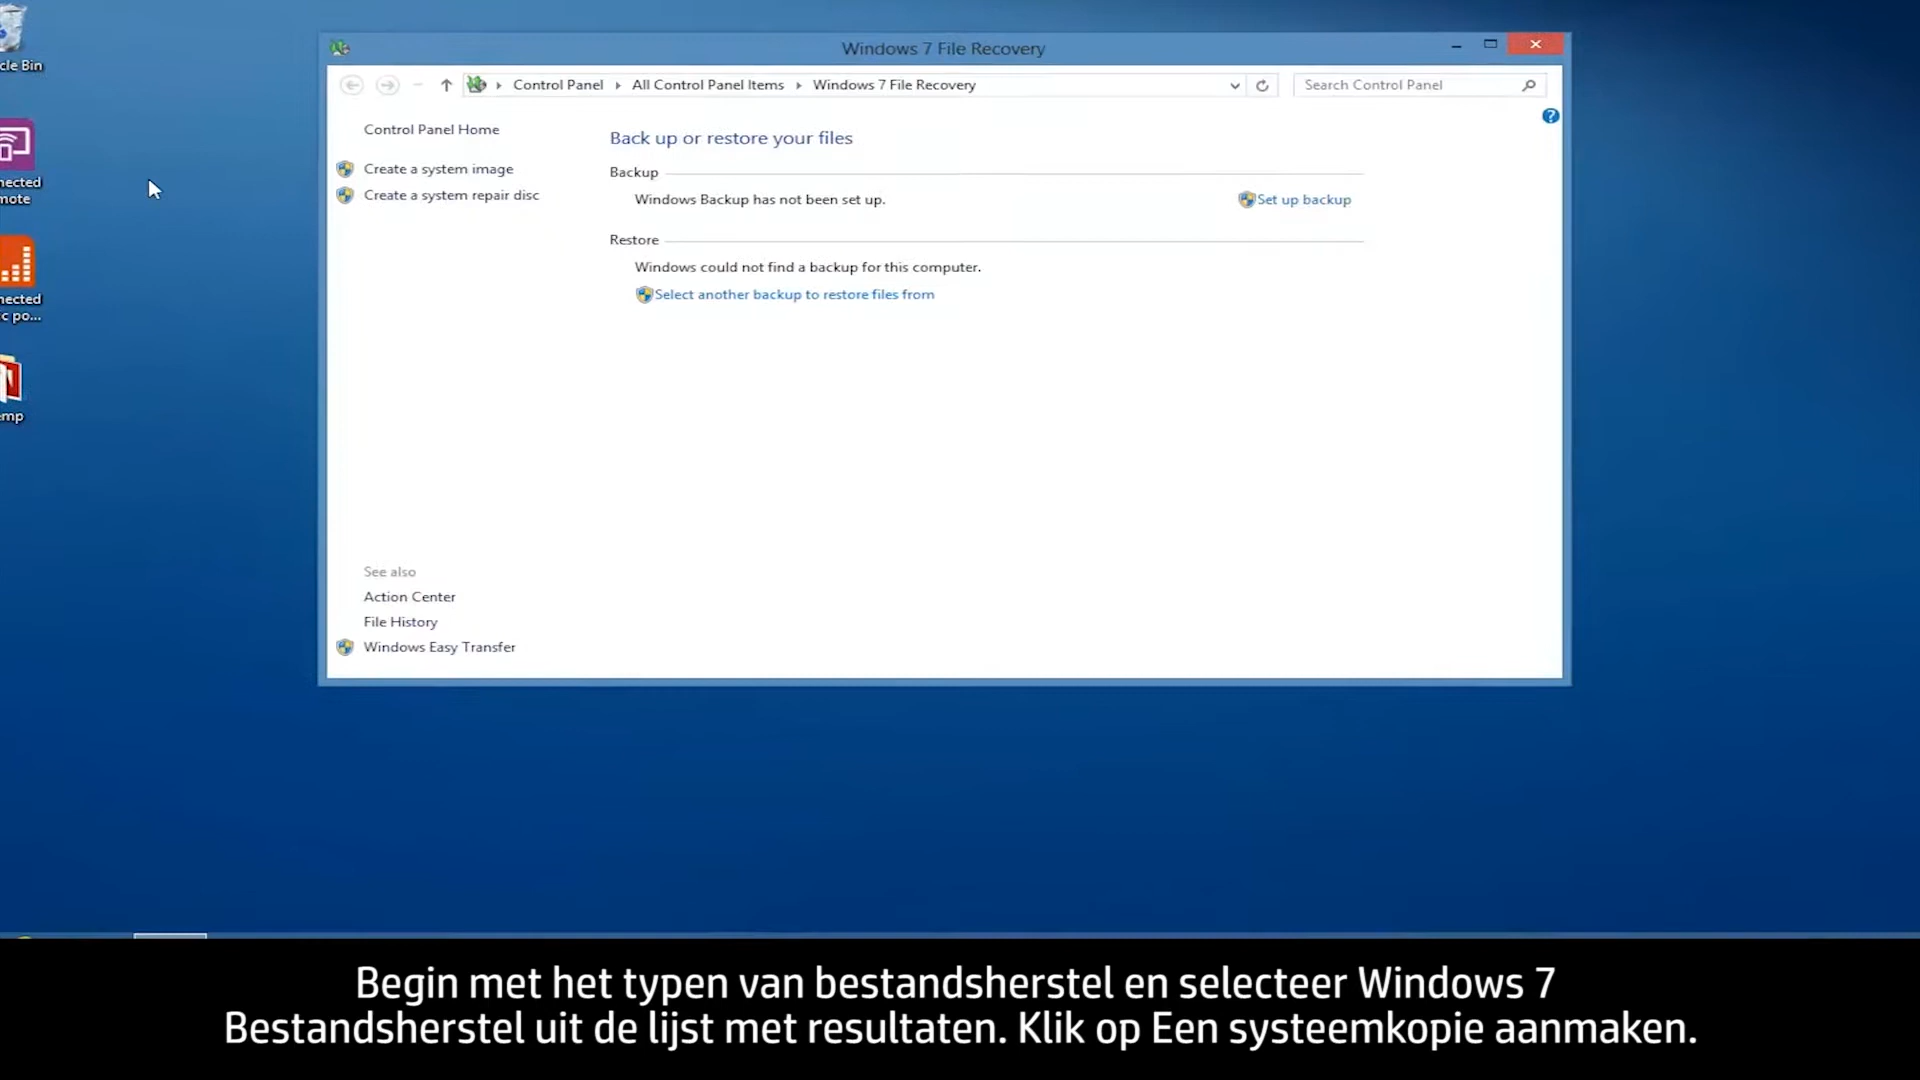 cle Bin
nected
mote
nected
c po...
emp
Windows 7 File Recovery
Control Panel
All Control Panel Items
Windows 7 File Recovery
Search Control Panel
?
Control Panel Home
Create a system image
Create a system repair disc
Back up or restore your files
Backup
Windows Backup has not been set up.
Set up backup
Restore
Windows could not find a backup for this computer.
Select another backup to restore files from
See also
Action Center
File History
Windows Easy Transfer
Begin met het typen van bestandsherstel en selecteer Windows 7
Bestandsherstel uit de lijst met resultaten. Klik op Een systeemkopie aanmaken.